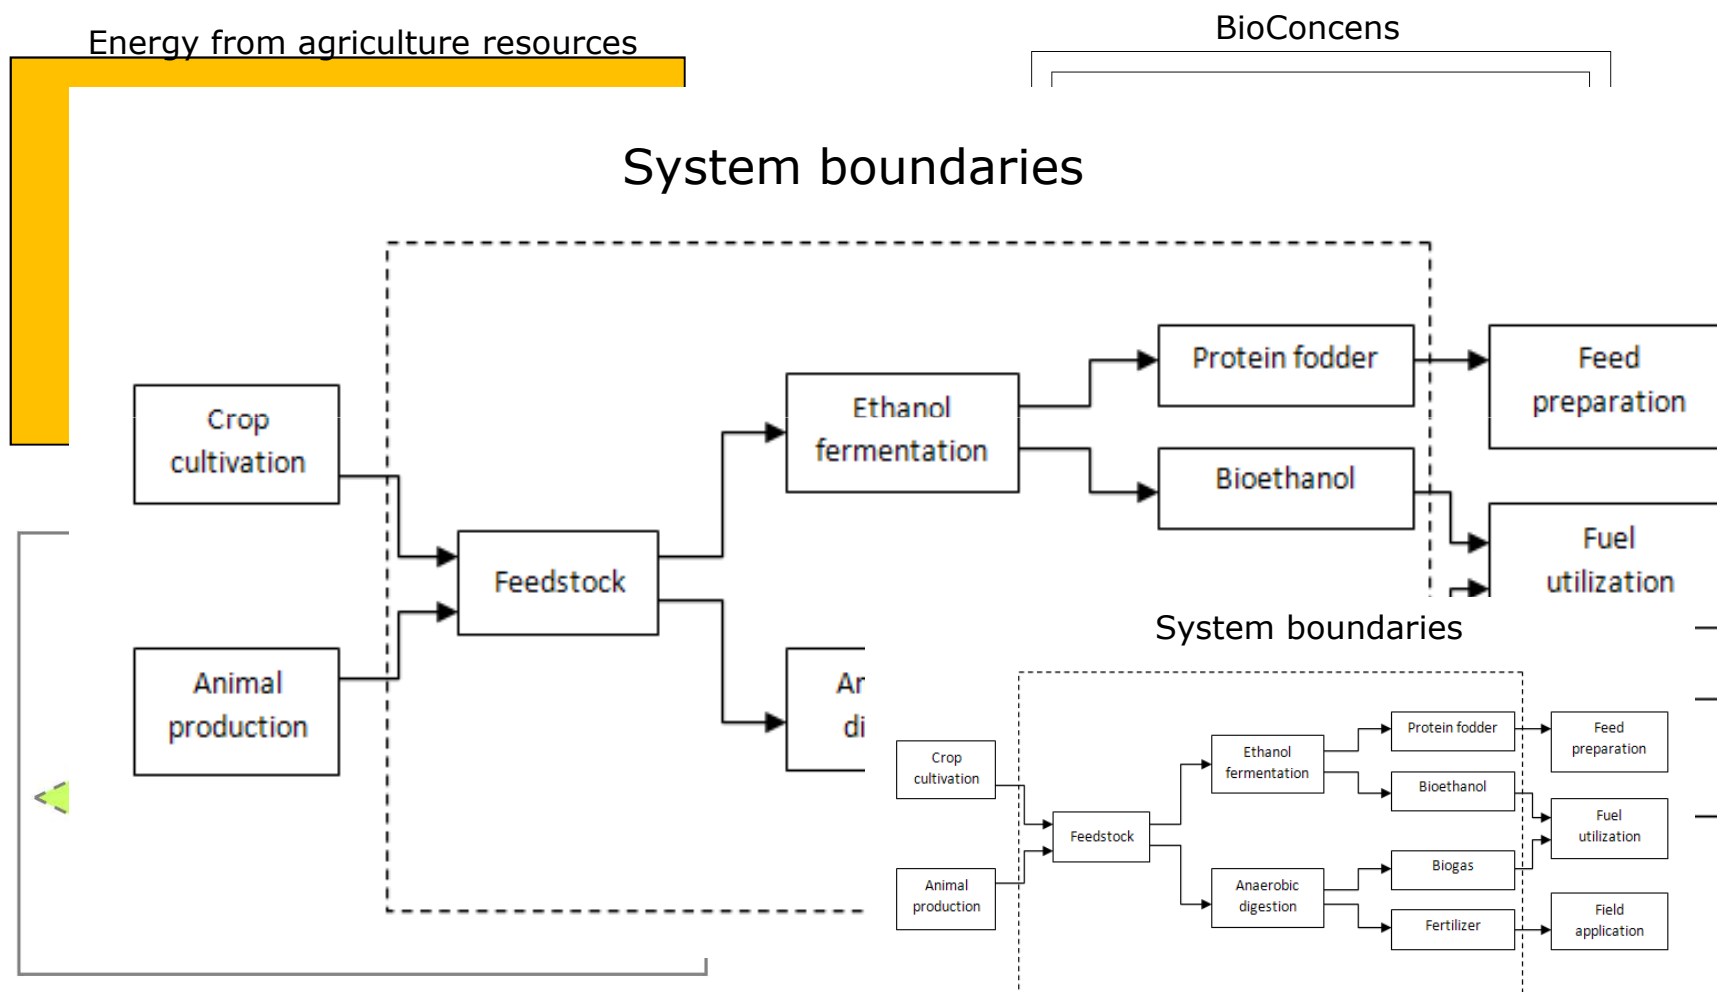 Energy from agriculture resources
BioConcens
System boundaries
Protein fodder
Feed
preparation
Crop
cultivation
Ethanol
fermentation
Bioethanol
Fuel
utilization
Feedstock
Animal
production
Ar
di
System boundaries
Protein fodder
Feed
preparation
Crop
cultivation
Ethanol
fermentation
Bioethanol
Fuel
utilization
Feedstock
Biogas
Animal
production
Anaerobic
digestion
Fertilizer
Field
application